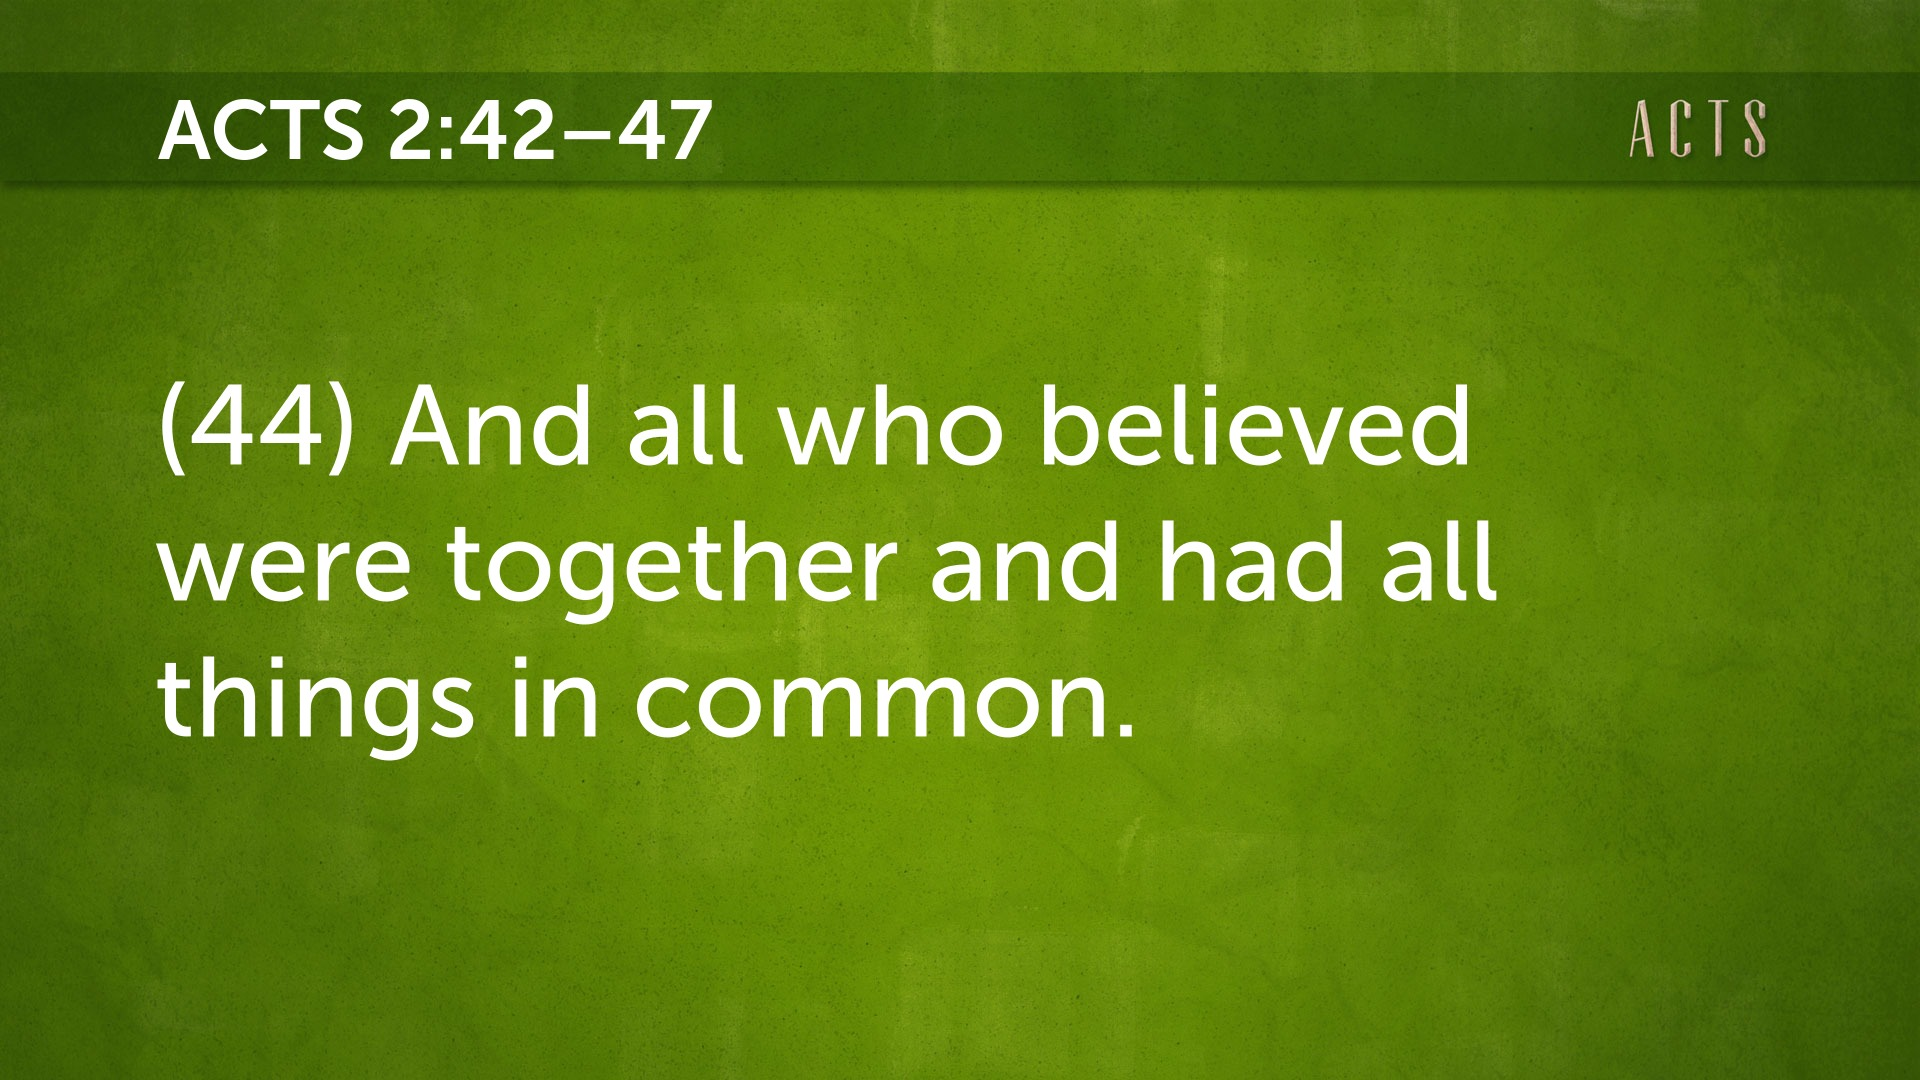 ACTS 2:42–47
ACTS
(44) And all who believed
were together and had all
things in common.